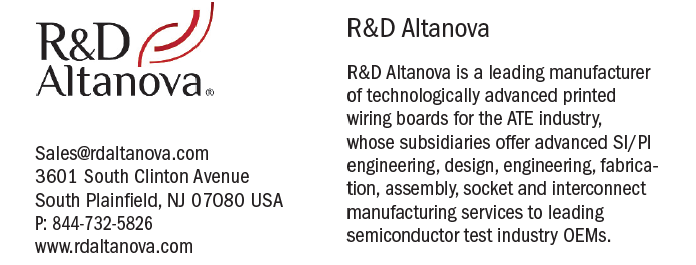 R&D
Altanova®
Sales@rdaltanova.com
3601 South Clinton Avenue
South Plainfield, NJ 07080 USA
P: 844-732-5826
www.rdaltanova.com
R&D Altanova
R&D Altanova is a leading manufacturer
of technologically advanced printed
wiring boards for the ATE industry,
whose subsidiaries offer advanced SI/PI
engineering, design, engineering, fabrica-
tion, assembly, socket and interconnect
manufacturing services to leading
semiconductor test industry OEMs.